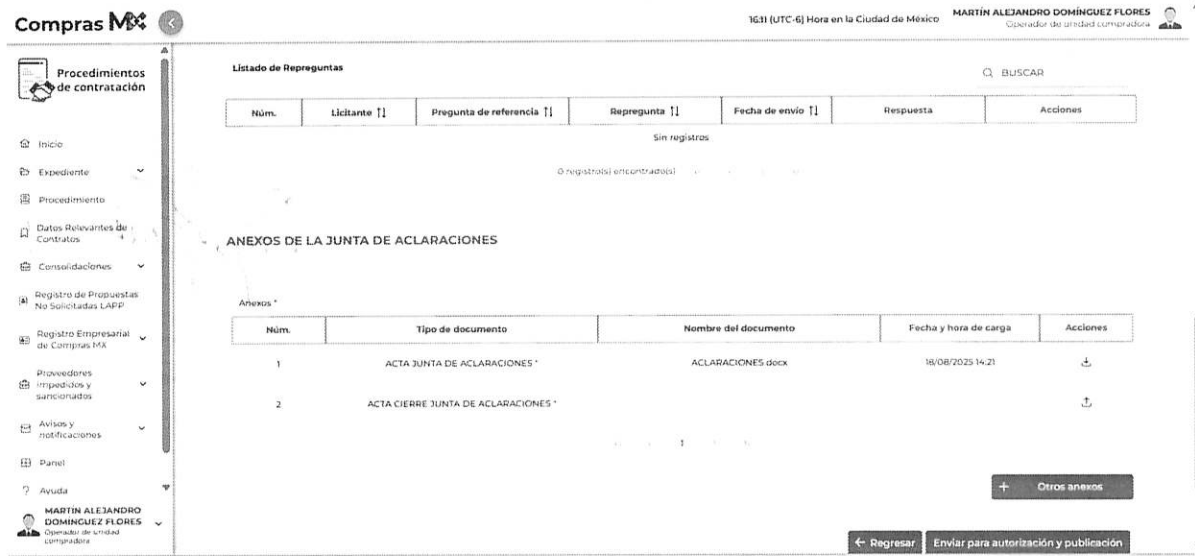 Compras MX
16:11 (UTC-6) Hora en la Ciudad de México
MARTÍN ALEJANDRO DOMÍNGUEZ FLORES
Operador de unidad compradora
Procedimientos
de contratación
Inicio
Expediente
Procedimiento
Datos Relevantes de
Contratos
Consolidaciones
Registro de Propuestas
No Solicitadas LAPP
Registro Empresarial
de Compras MX
Proveedores
impedidos y
sancionados
Avisos y
notificaciones
Panel
? Ayuda
MARTÍN ALEJANDRO
DOMÍNGUEZ FLORES
Operador de unidad
compradora
Listado de Repreguntas
BUSCAR
Núm. Licitante Pregunta de referencia Repregunta Fecha de envío Respuesta Acciones
Sin registros
0 registro(s) encontrado(s)
ANEXOS DE LA JUNTA DE ACLARACIONES
Anexos *
Núm. Tipo de documento Nombre del documento Fecha y hora de carga Acciones
1 ACTA JUNTA DE ACLARACIONES * ACLARACIONES.docx 18/08/2025 14:21
2 ACTA CIERRE JUNTA DE ACLARACIONES *
1
+ Otros anexos
← Regresar
Enviar para autorización y publicación